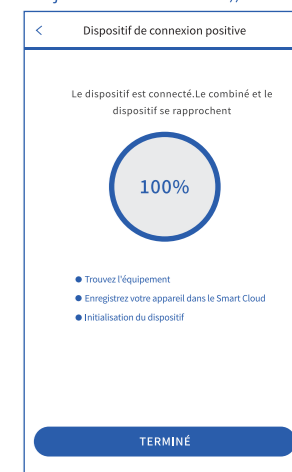 Dispositif de connexion positive
Le dispositif est connecté.Le combiné et le
dispositif se rapprochent
100%
Trouvez l'équipement
Enregistrez votre appareil dans le Smart Cloud
Initialisation du dispositif
TERMINÉ